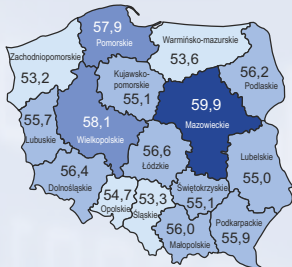 57,9
Pomorskie
Warmińsko-mazurskie
53,6
Zachodniopomorskie
53,2
Kujawsko-
pomorskie
55,1
56,2
Podlaskie
59,9
Mazowieckie
55,7
Lubuskie
58,1
Wielkopolskie
56,6
Łódzkie
Lubelskie
55,0
56,4
Dolnośląskie
54,7
Opolskie
53,3
Śląskie
Świętokrzyskie
55,1
Podkarpackie
55,9
56,0
Małopolskie